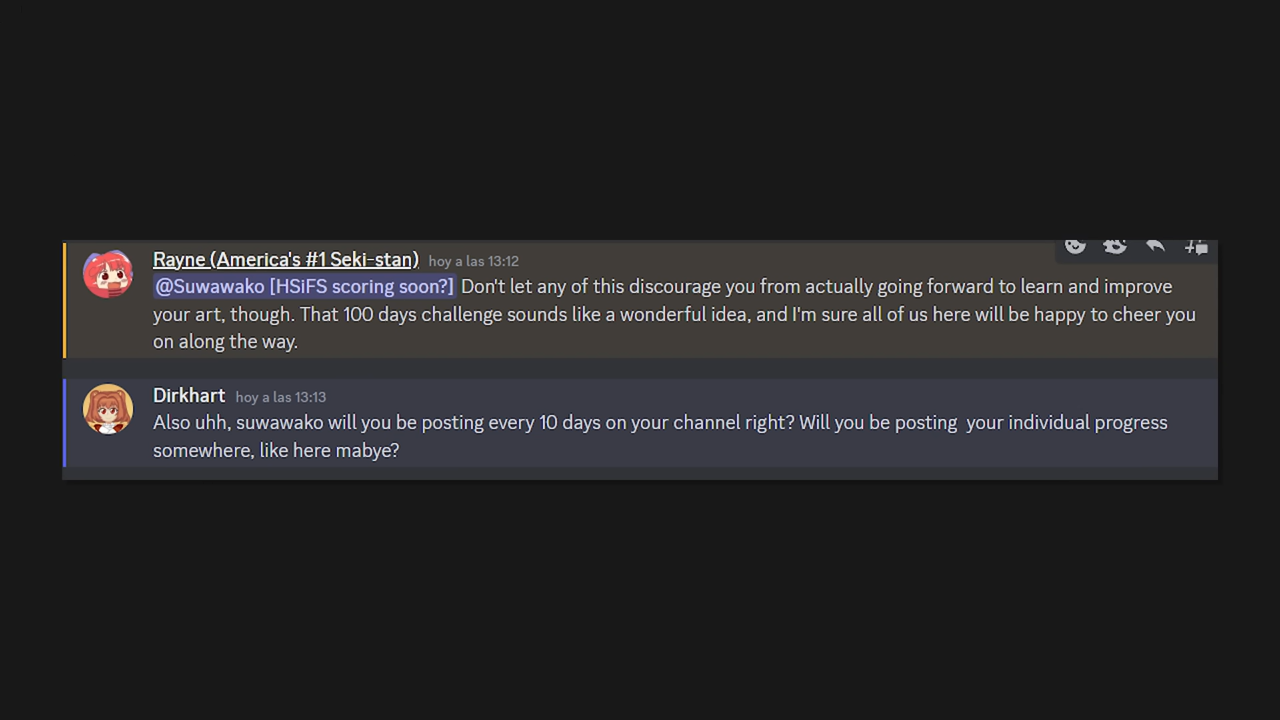 Rayne (America's #1 Seki-stan) hoy a las 13:12
@Suwawako [HSiFS scoring soon?] Don't let any of this discourage you from actually going forward to learn and improve
your art, though. That 100 days challenge sounds like a wonderful idea, and I'm sure all of us here will be happy to cheer you
on along the way.
Dirkhart hoy a las 13:13
Also uhh, suwawako will you be posting every 10 days on your channel right? Will you be posting  your individual progress
somewhere, like here mabye?